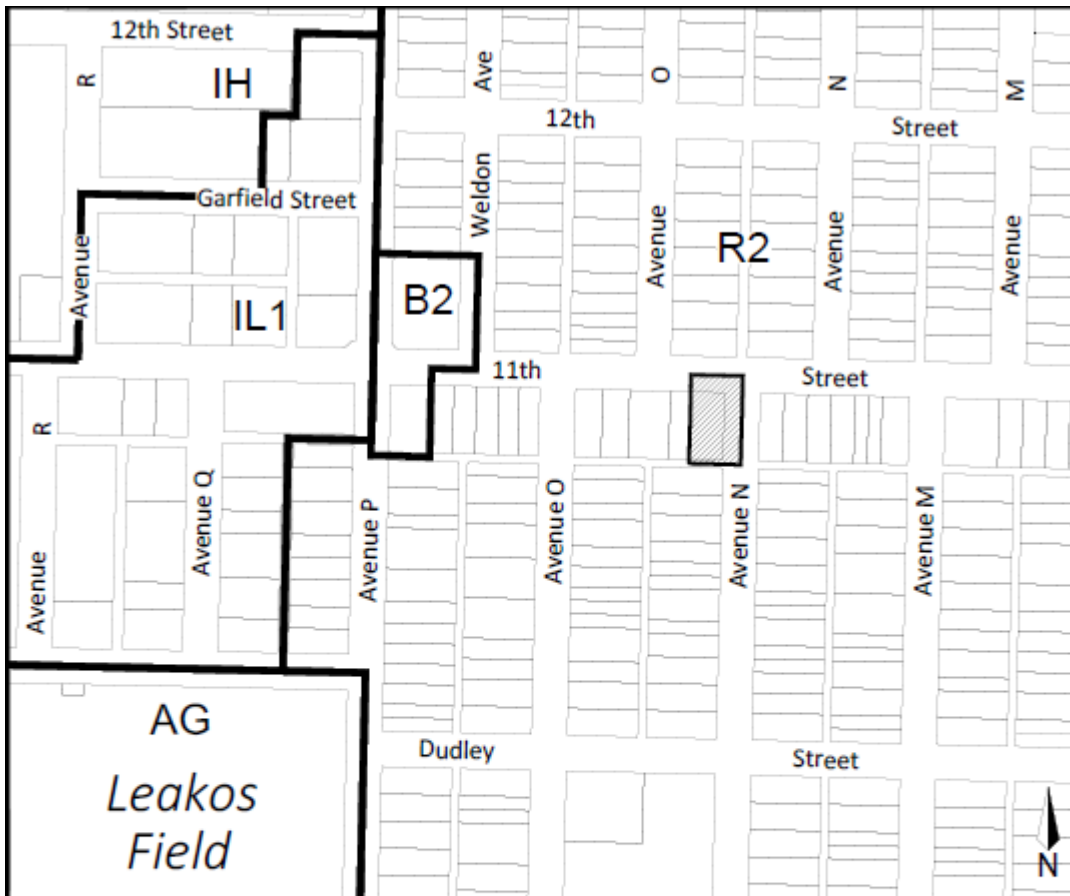 12th Street
R
IH
Ave
O
N
M
12th
Street
Garfield Street
Weldon
Avenue
Avenue
R2
Avenue
Avenue
IL1
B2
11th
Street
R
Avenue Q
Avenue P
Avenue O
Avenue N
Avenue M
Avenue
AG
Dudley
Street
Leakos
Field
N